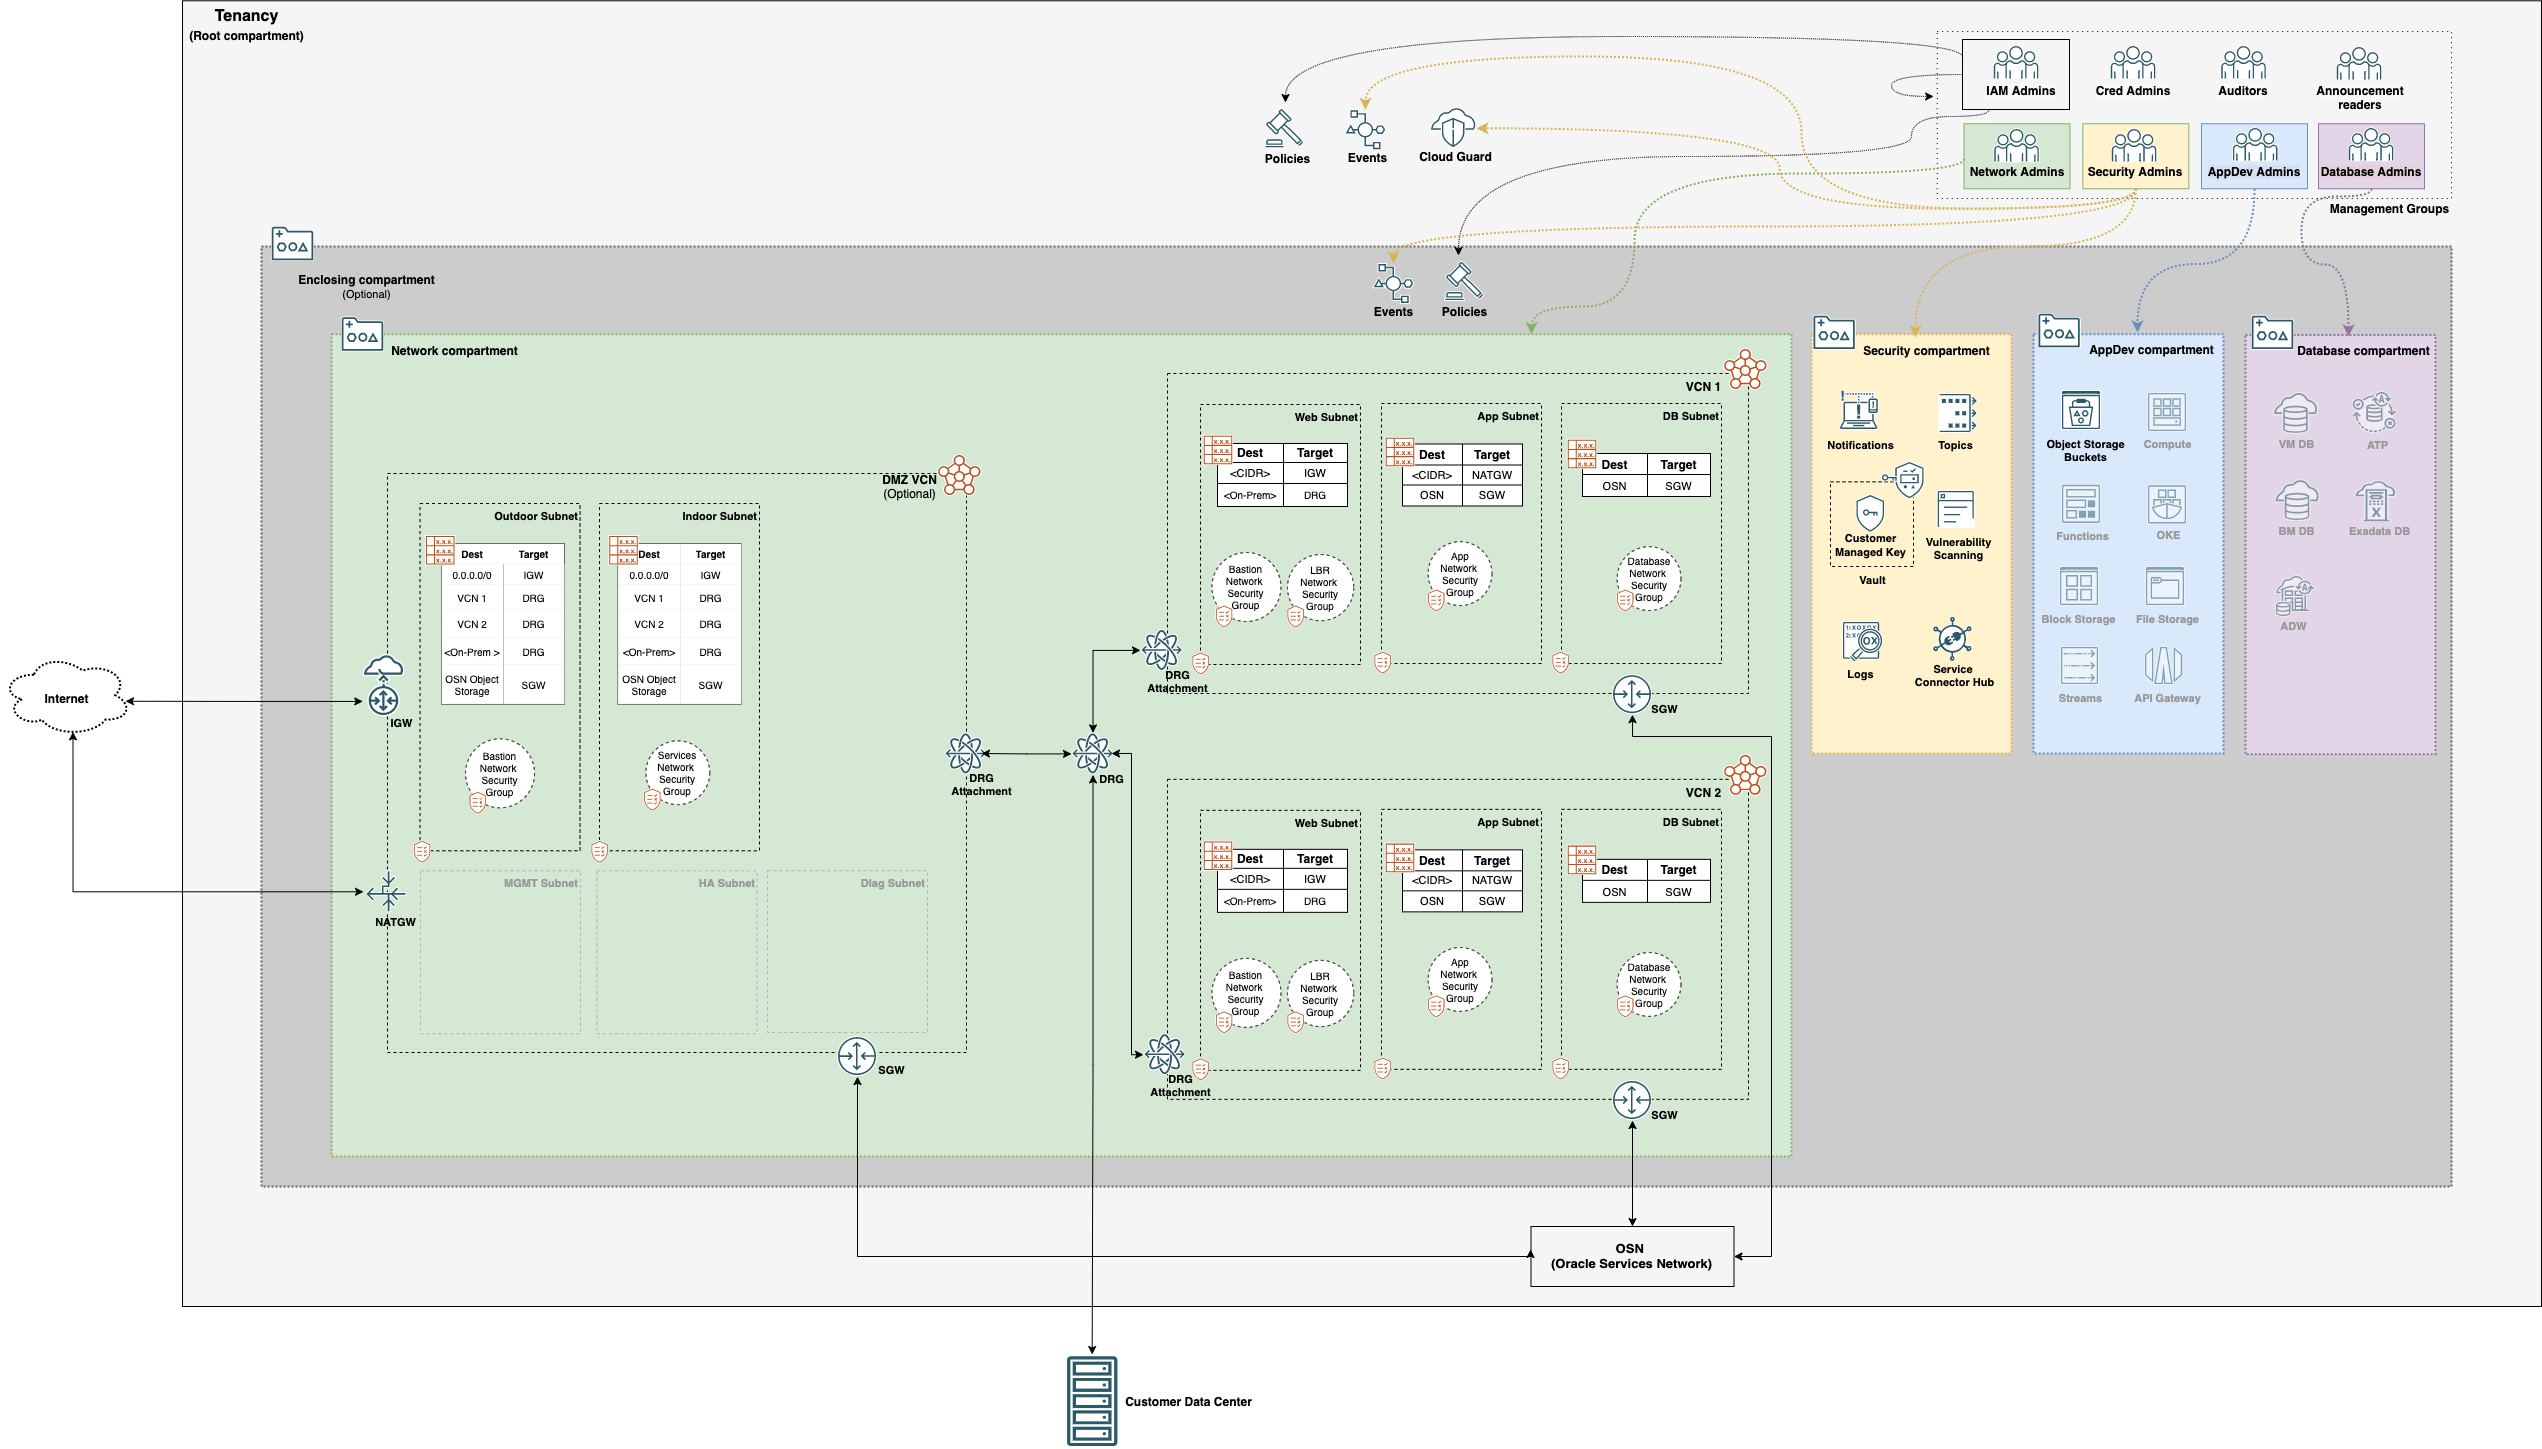 Tenancy
(Root compartment)
IAM Admins
Cred Admins
Auditors
Announcement
readers
Network Admins
Security Admins
AppDev Admins
Database Admins
Management Groups
Policies
Events
Cloud Guard
Enclosing compartment
(Optional)
Events
Policies
Network compartment
DMZ VCN
(Optional)
Outdoor Subnet
x.x.x.
x.x.x.
x.x.x.
Dest Target
0.0.0.0/0 IGW
VCN 1 DRG
VCN 2 DRG
<On-Prem > DRG
OSN Object
Storage
SGW
Bastion
Network
Security
Group
Indoor Subnet
x.x.x.
x.x.x.
x.x.x.
Dest Target
0.0.0.0/0 IGW
VCN 1 DRG
VCN 2 DRG
<On-Prem> DRG
OSN Object
Storage
SGW
Services
Network
Security
Group
MGMT Subnet
HA Subnet
DIag Subnet
Internet
IGW
NATGW
SGW
DRG
Attachment
DRG
VCN 1
Web Subnet
x.x.x.
x.x.x.
x.x.x.
Dest Target
<CIDR> IGW
<On-Prem> DRG
Bastion
Network
Security
Group
LBR
Network
Security
Group
App Subnet
x.x.x.
x.x.x.
x.x.x.
Dest Target
<CIDR> NATGW
OSN SGW
App
Network
Security
Group
DB Subnet
x.x.x.
x.x.x.
x.x.x.
Dest Target
OSN SGW
Database
Network
Security
Group
DRG
Attachment
SGW
VCN 2
Web Subnet
x.x.x.
x.x.x.
x.x.x.
Dest Target
<CIDR> IGW
<On-Prem> DRG
Bastion
Network
Security
Group
LBR
Network
Security
Group
App Subnet
x.x.x.
x.x.x.
x.x.x.
Dest Target
<CIDR> NATGW
OSN SGW
App
Network
Security
Group
DB Subnet
x.x.x.
x.x.x.
x.x.x.
Dest Target
OSN SGW
Database
Network
Security
Group
DRG
Attachment
SGW
Security compartment
Notifications
Topics
Customer
Managed Key
Vault
Vulnerability
Scanning
Logs
Service
Connector Hub
AppDev compartment
Object Storage
Buckets
Compute
Functions
OKE
Block Storage
File Storage
Streams
API Gateway
Database compartment
VM DB
ATP
BM DB
Exadata DB
ADW
OSN
(Oracle Services Network)
Customer Data Center